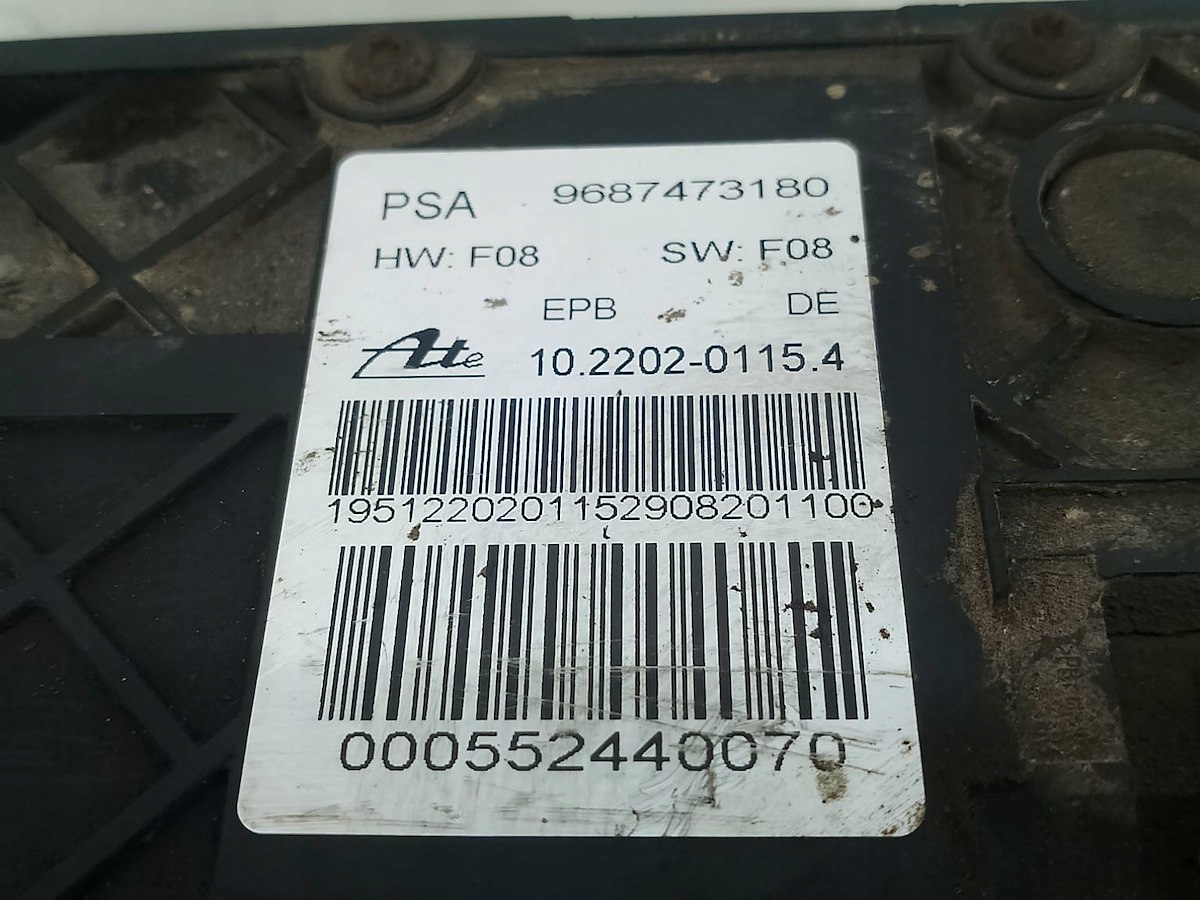 PSA 9687473180
HW: F08 SW: F08
EPB DE
Ate 10.2202-0115.4
1951220201152908201100
000552440070